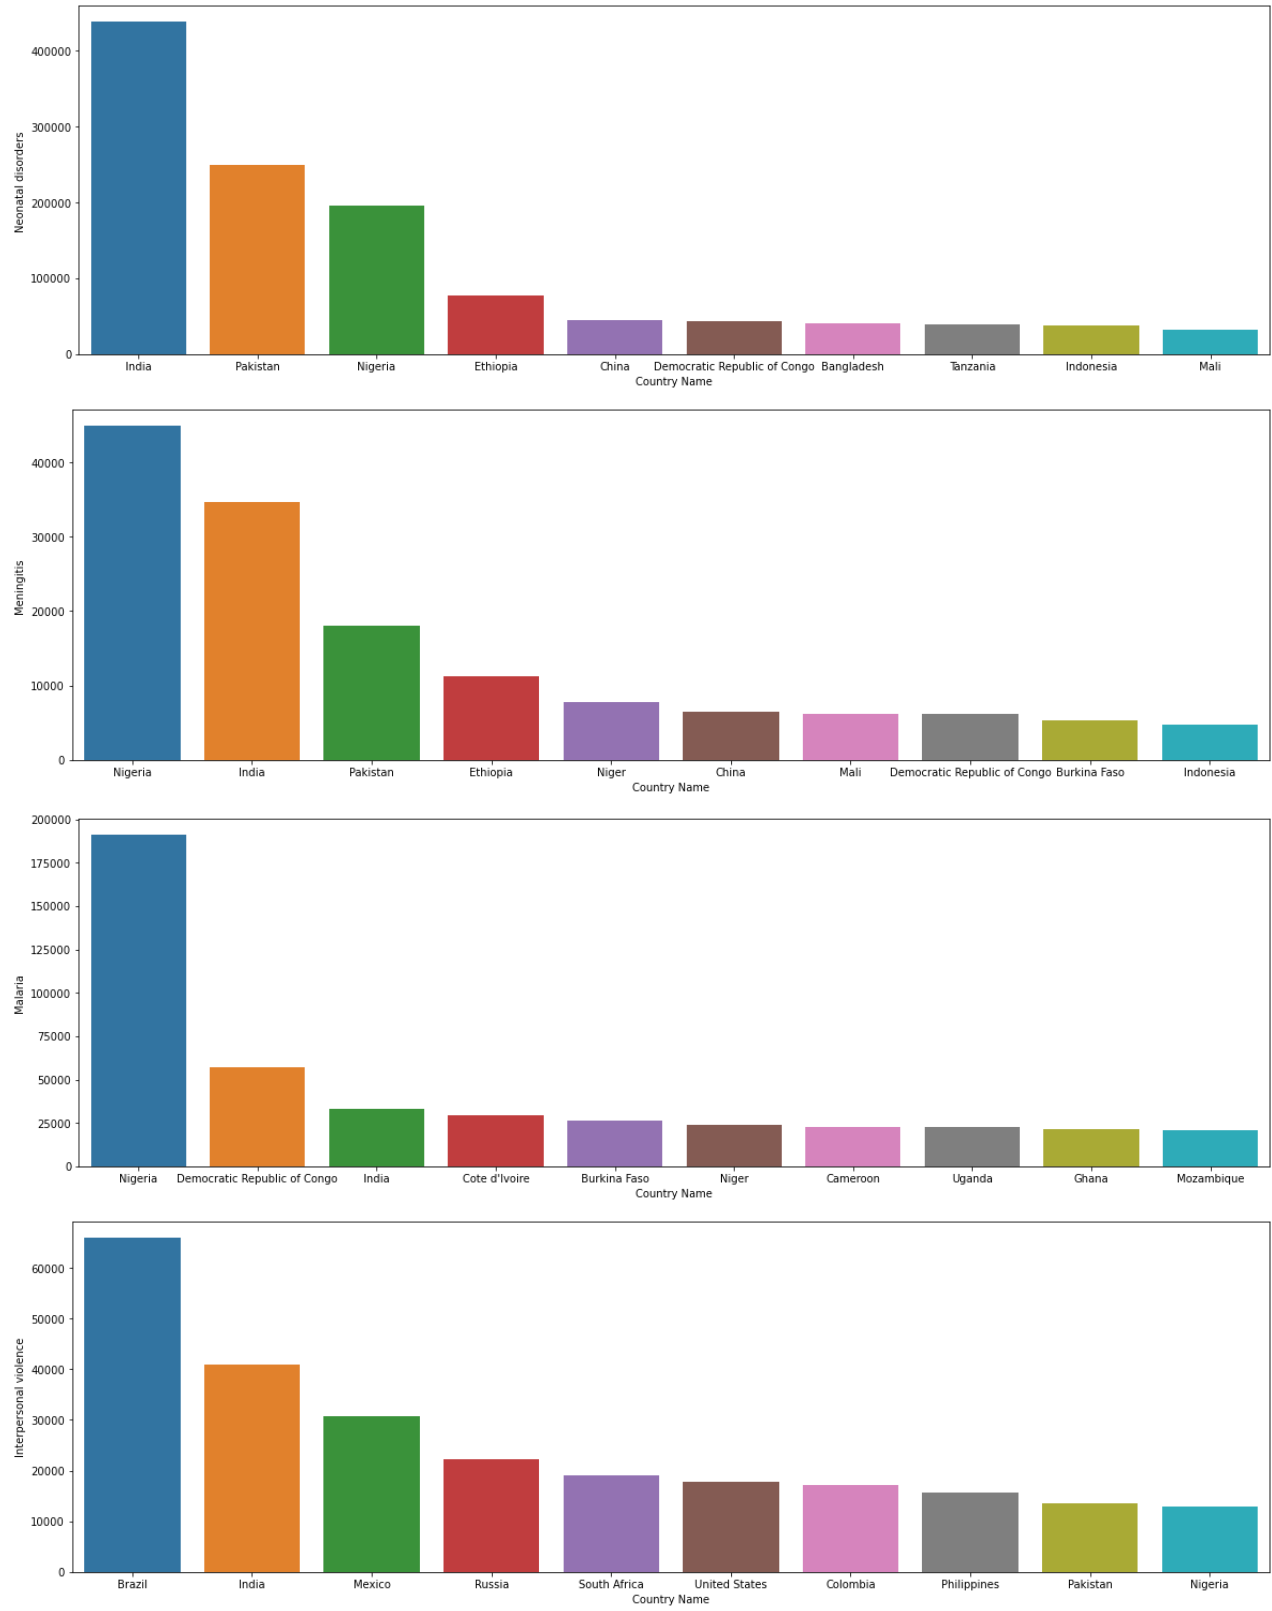 Neonatal disorders
400000
300000
200000
100000
0
India Pakistan Nigeria Ethiopia China Democratic Republic of Congo Bangladesh Tanzania Indonesia Mali
Country Name
Meningitis
40000
30000
20000
10000
0
Nigeria India Pakistan Ethiopia Niger China Mali Democratic Republic of Congo Burkina Faso Indonesia
Country Name
Malaria
200000
175000
150000
125000
100000
75000
50000
25000
0
Nigeria Democratic Republic of Congo India Cote d'Ivoire Burkina Faso Niger Cameroon Uganda Ghana Mozambique
Country Name
Interpersonal violence
60000
50000
40000
30000
20000
10000
0
Brazil India Mexico Russia South Africa United States Colombia Philippines Pakistan Nigeria
Country Name